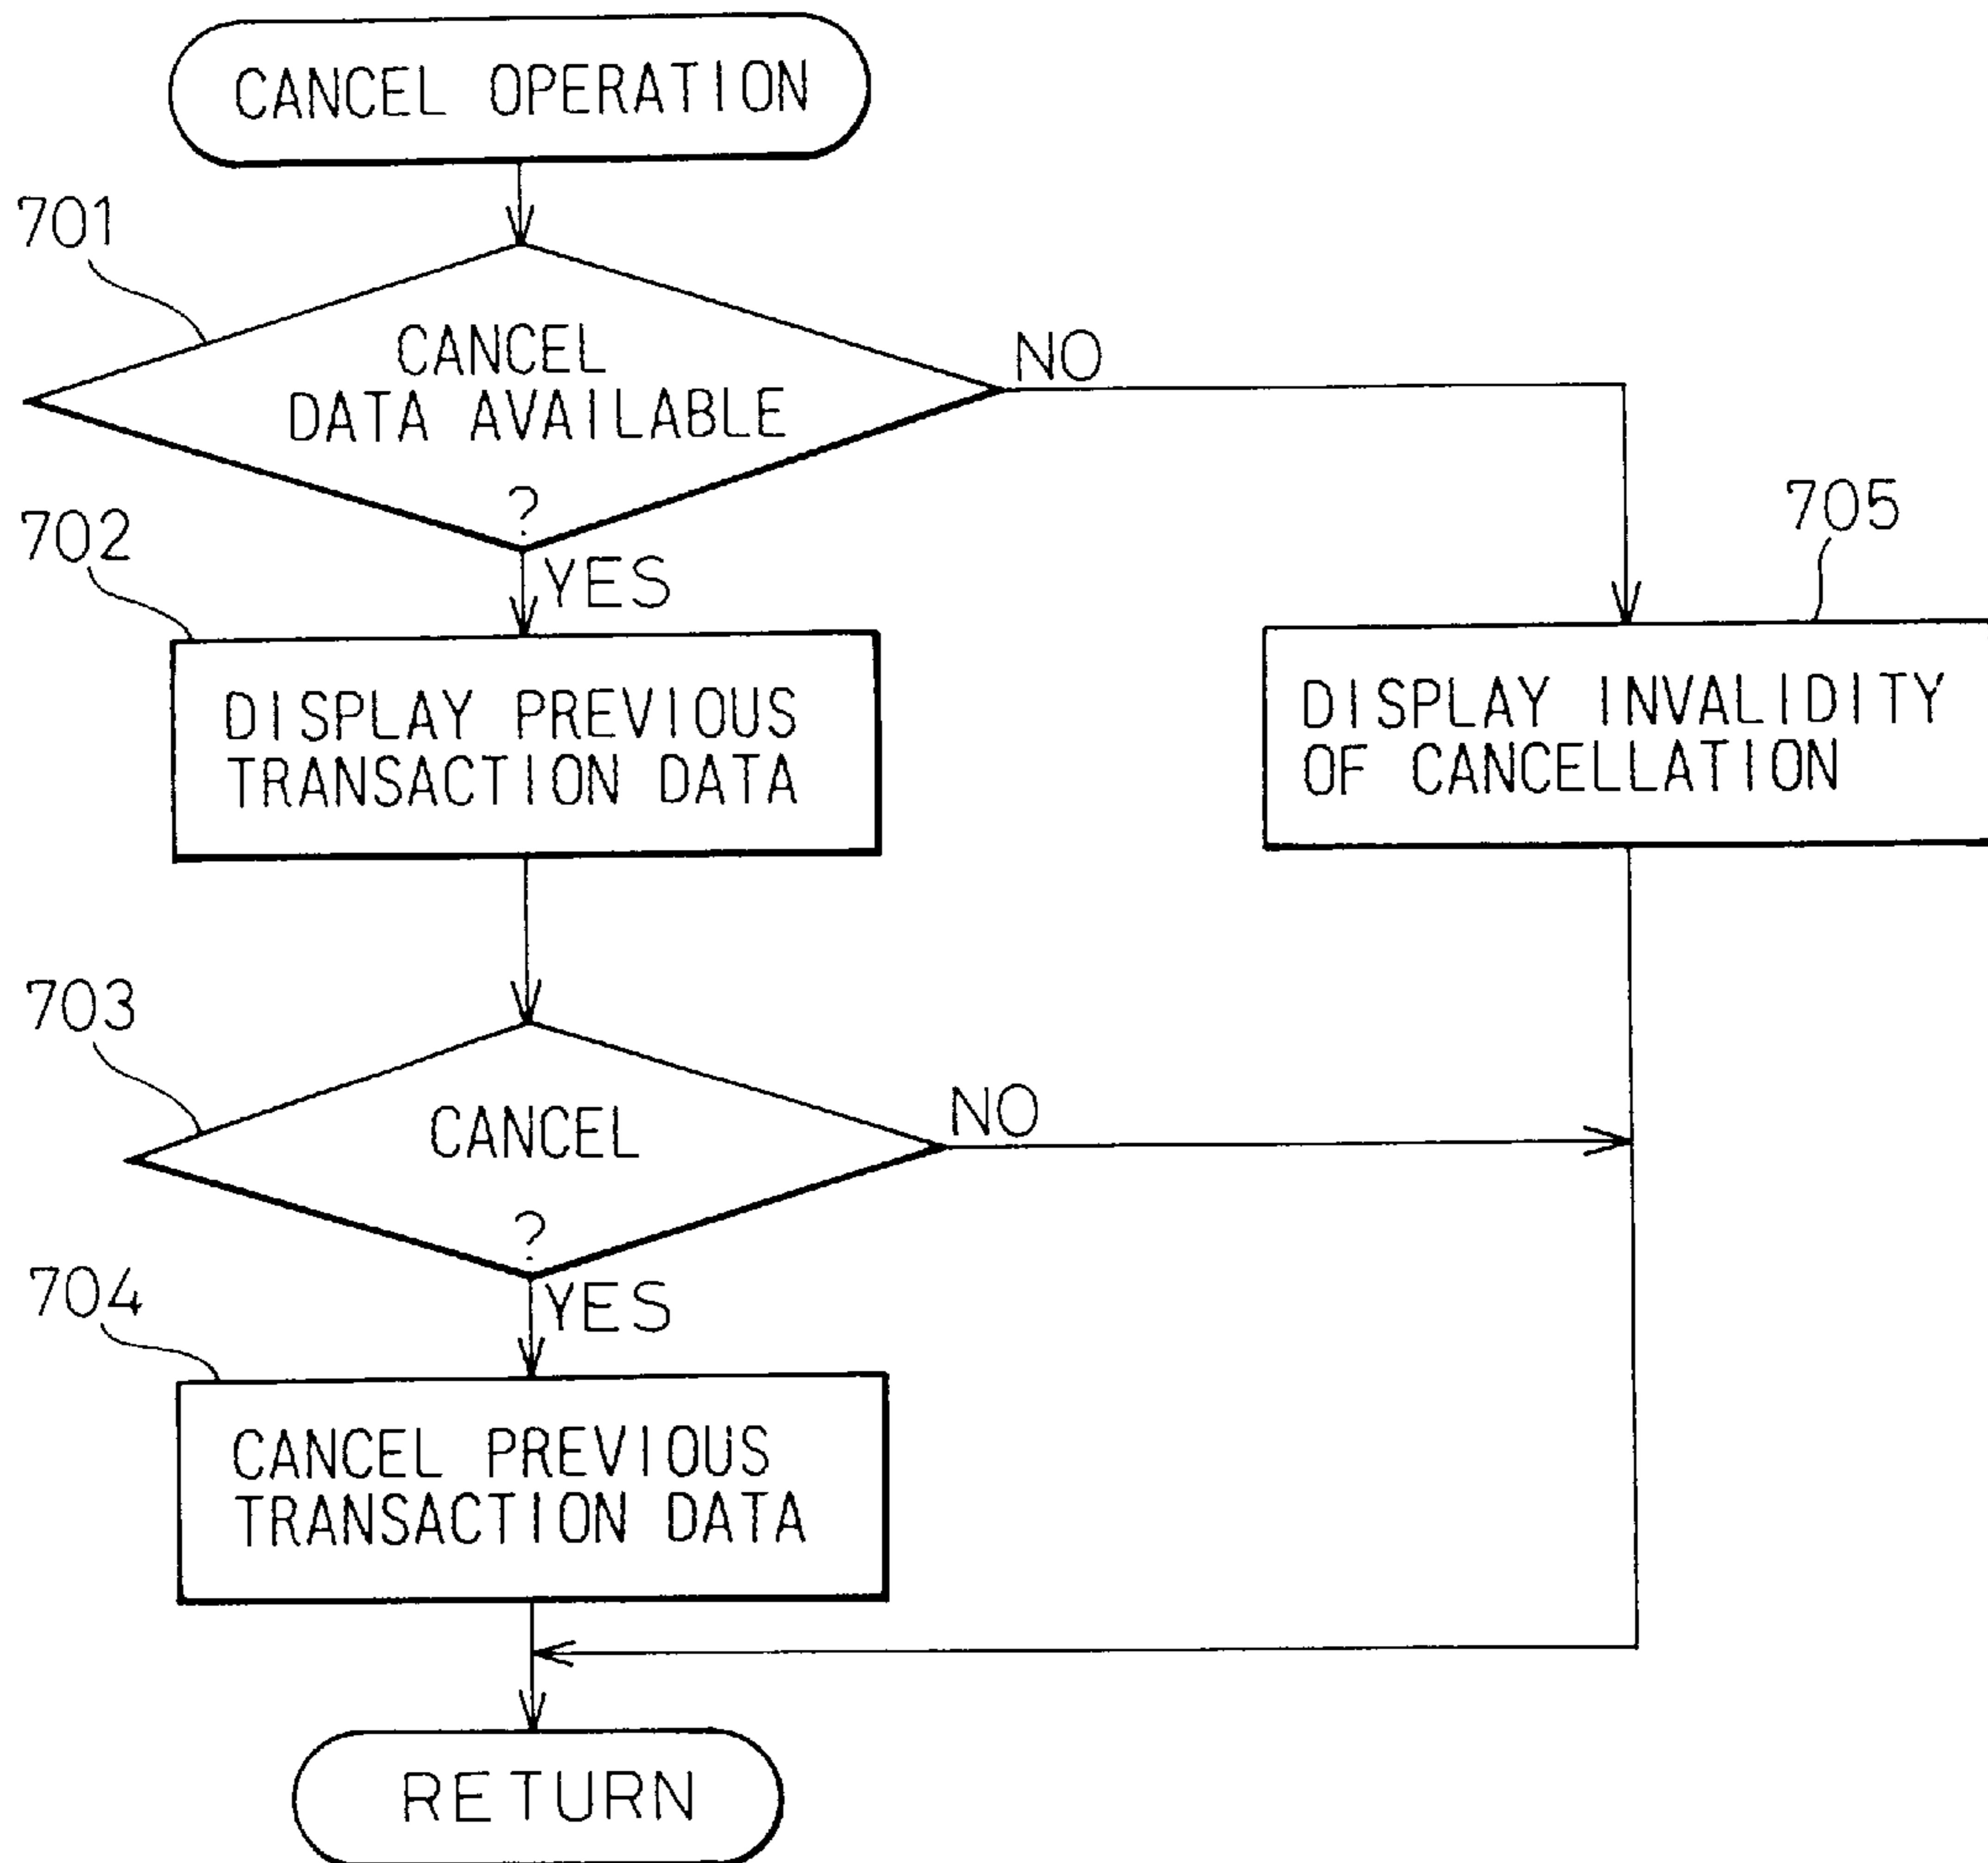 CANCEL OPERATION
701
CANCEL
DATA AVAILABLE
?
NO
YES
702
DISPLAY PREVIOUS
TRANSACTION DATA
705
DISPLAY INVALIDITY
OF CANCELLATION
703
CANCEL
?
NO
YES
704
CANCEL PREVIOUS
TRANSACTION DATA
RETURN